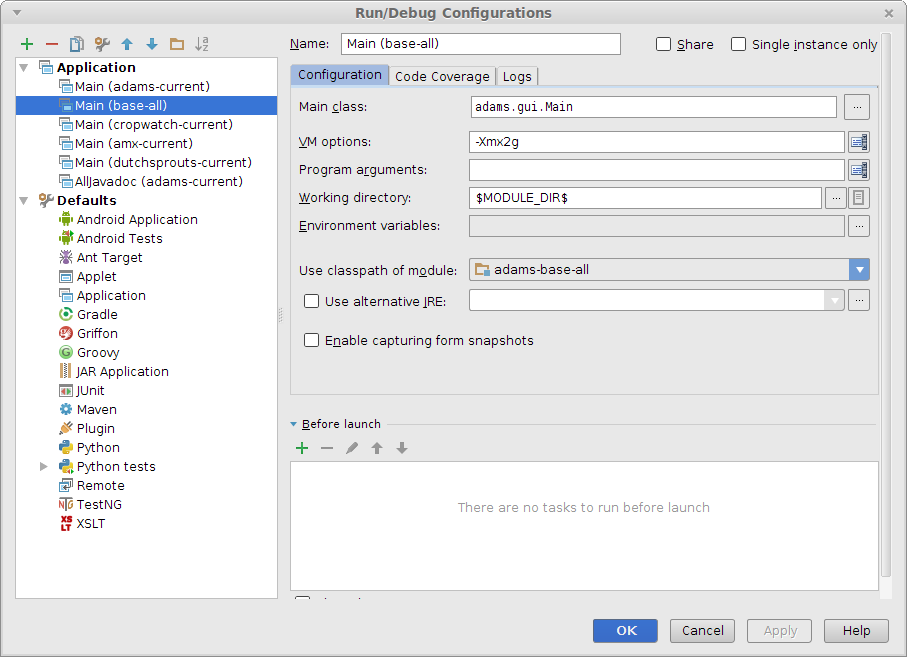 Run/Debug Configurations
Name: Main (base-all) Share Single instance only
Application
Main (adams-current)
Main (base-all)
Main (cropwatch-current)
Main (amx-current)
Main (dutchsprouts-current)
AllJavadoc (adams-current)
Defaults
Android Application
Android Tests
Ant Target
Applet
Application
Gradle
Griffon
Groovy
JAR Application
JUnit
Maven
Plugin
Python
Python tests
Remote
TestNG
XSLT
Configuration Code Coverage Logs
Main class: adams.gui.Main ...
VM options: -Xmx2g
Program arguments:
Working directory: $MODULE_DIR$ ...
Environment variables: ...
Use classpath of module: adams-base-all
Use alternative JRE: ...
Enable capturing form snapshots
Before launch
There are no tasks to run before launch
OK Cancel Apply Help